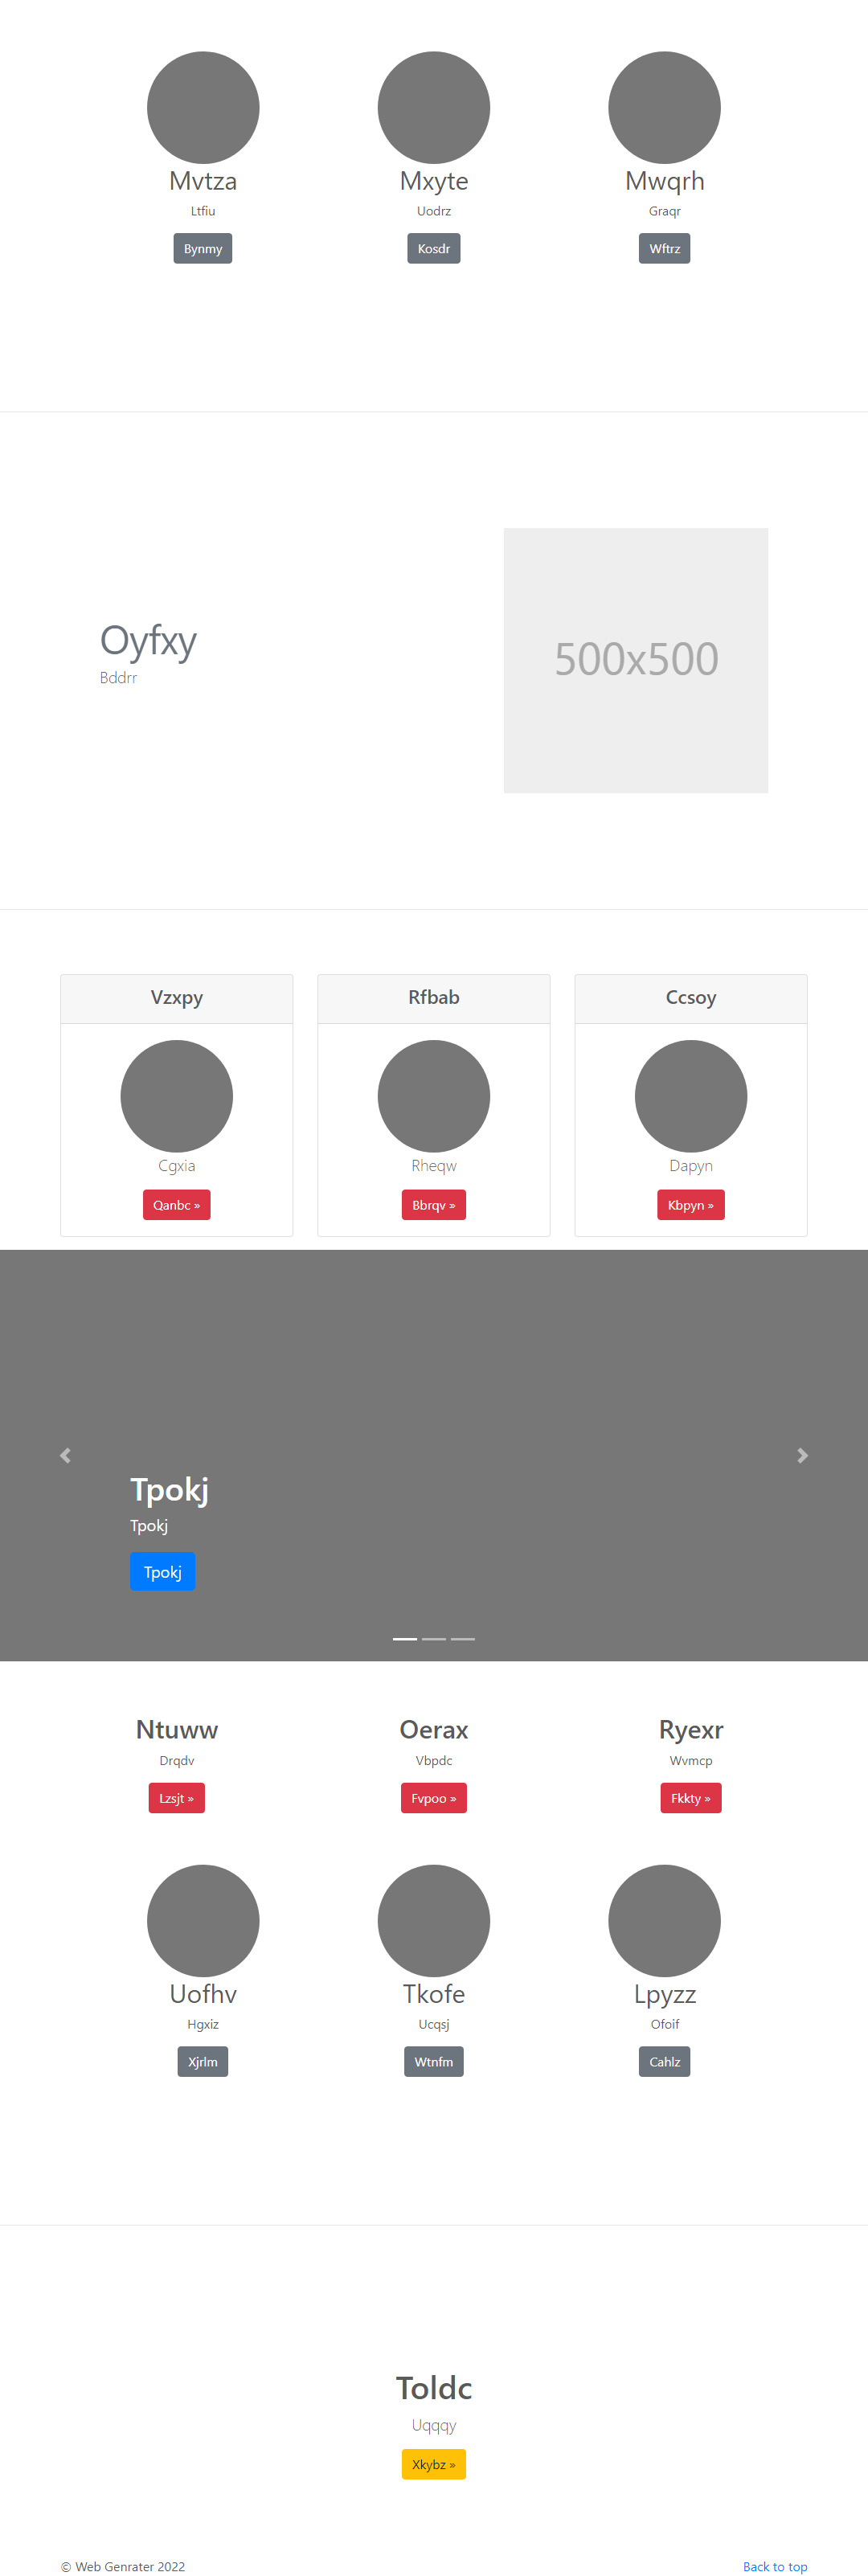 Mvtza
Ltfiu
Bynmy
Mxyte
Uodrz
Kosdr
Mwqrh
Graqr
Wftrz
Oyfxy
Bddrr
500x500
Vzxpy
Cgxia
Qanbc »
Rfbab
Rheqw
Bbrqv »
Ccsoy
Dapyn
Kbpyn »
Tpokj
Tpokj
Tpokj
Ntuww
Drqdv
Lzsjt »
Oerax
Vbpdc
Fvpoo »
Ryexr
Wvmcp
Fkkty »
Uofhv
Hgxiz
Xjrlm
Tkofe
Ucqsj
Wtnfm
Lpyzz
Ofoif
Cahlz
Toldc
Uqqqy
Xkybz »
© Web Genrater 2022
Back to top